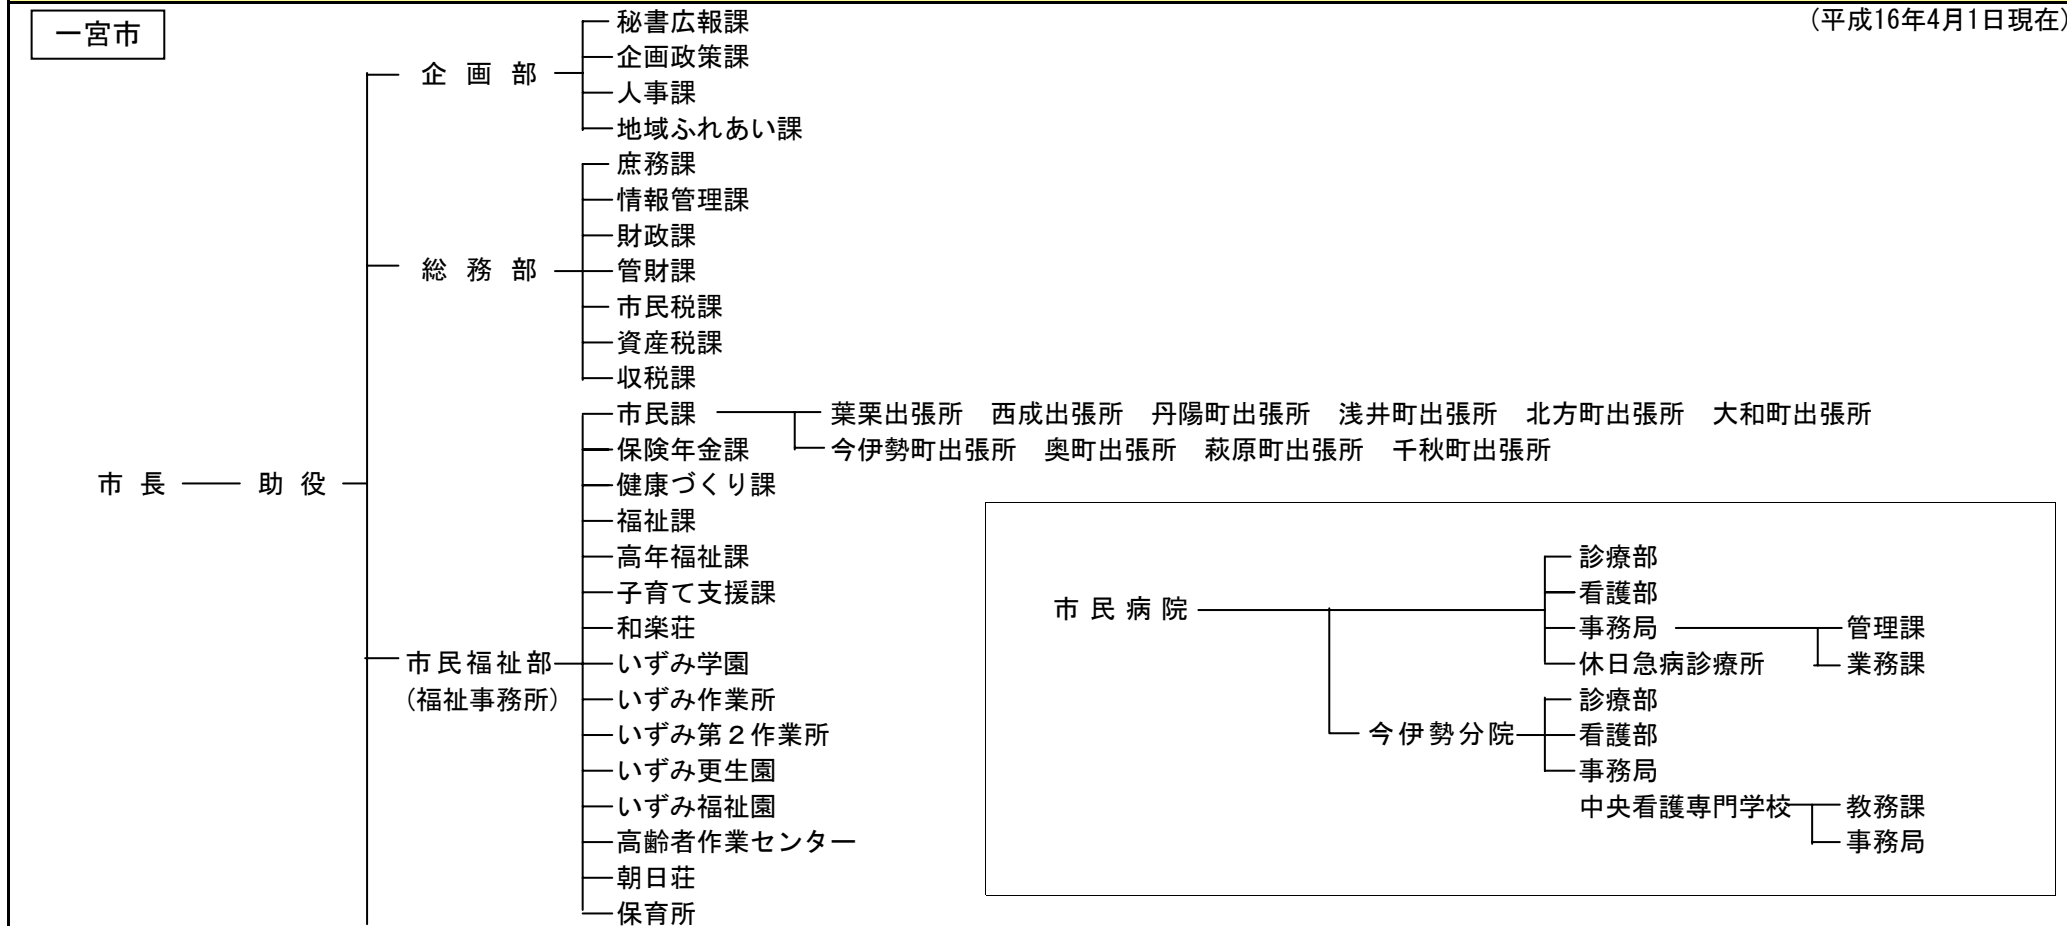 一宮市
(平成16年4月1日現在)
企画部
秘書広報課
企画政策課
人事課
地域ふれあい課
総務部
庶務課
情報管理課
財政課
管財課
市民税課
資産税課
収税課
市長 助役
市民福祉部
(福祉事務所)
市民課 葉栗出張所 西成出張所 丹陽町出張所 浅井町出張所 北方町出張所 大和町出張所
今伊勢町出張所 奥町出張所 萩原町出張所 千秋町出張所
保険年金課
健康づくり課
福祉課
高年福祉課
子育て支援課
和楽荘
いずみ学園
いずみ作業所
いずみ第2作業所
いずみ更生園
いずみ福祉園
高齢者作業センター
朝日荘
保育所
市民病院
診療部
看護部
事務局 管理課
休日急病診療所 業務課
今伊勢分院
診療部
看護部
事務局
中央看護専門学校 教務課
事務局